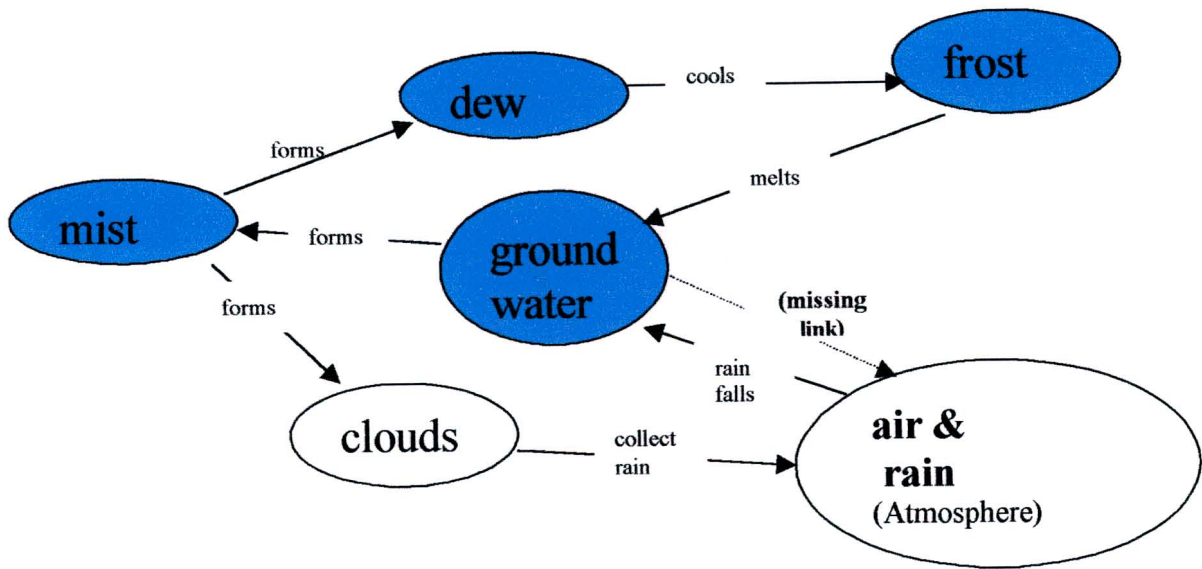 frost
cools
dew
forms
melts
mist
forms
ground
water
forms
(missing
link)
rain
falls
clouds
collect
rain
air &
rain
(Atmosphere)